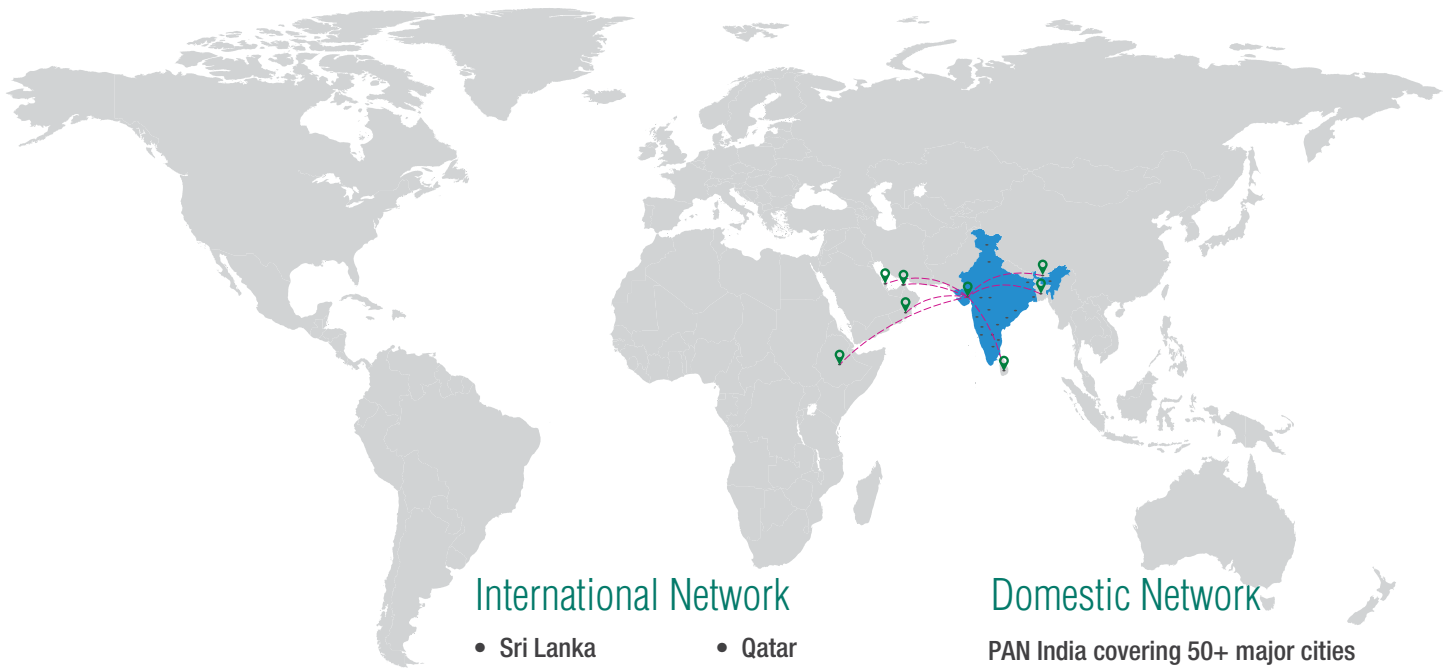 International Network
• Sri Lanka
• Qatar
Domestic Network
PAN India covering 50+ major cities